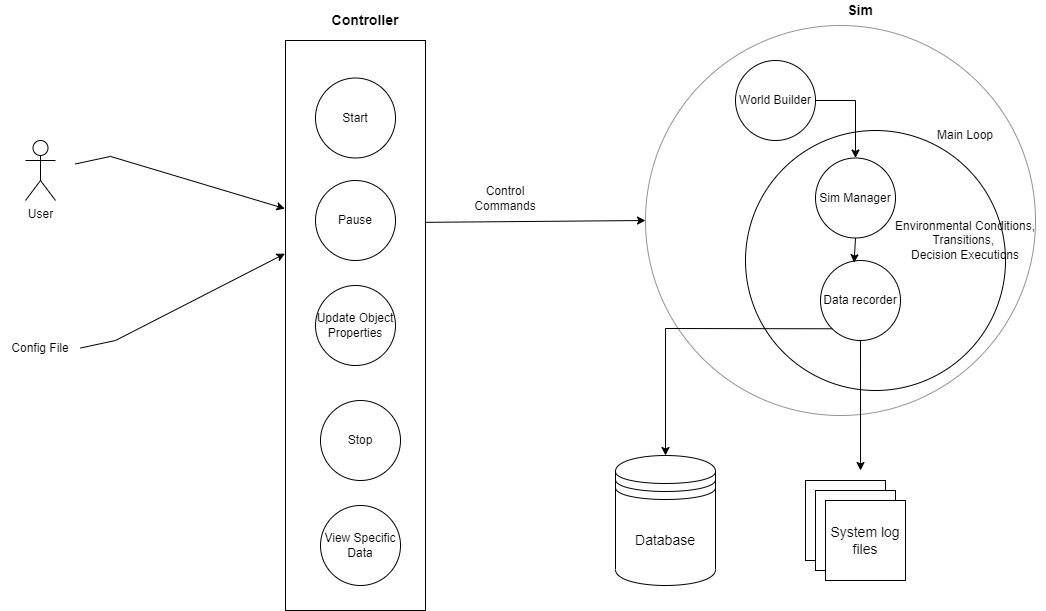 Controller
Sim
Start
World Builder
Main Loop
User
Pause
Control
Commands
Sim Manager
Environmental Conditions,
Transitions,
Decision Executions
Config File
Update Object
Properties
Data recorder
Stop
View Specific
Data
Database
System log
files